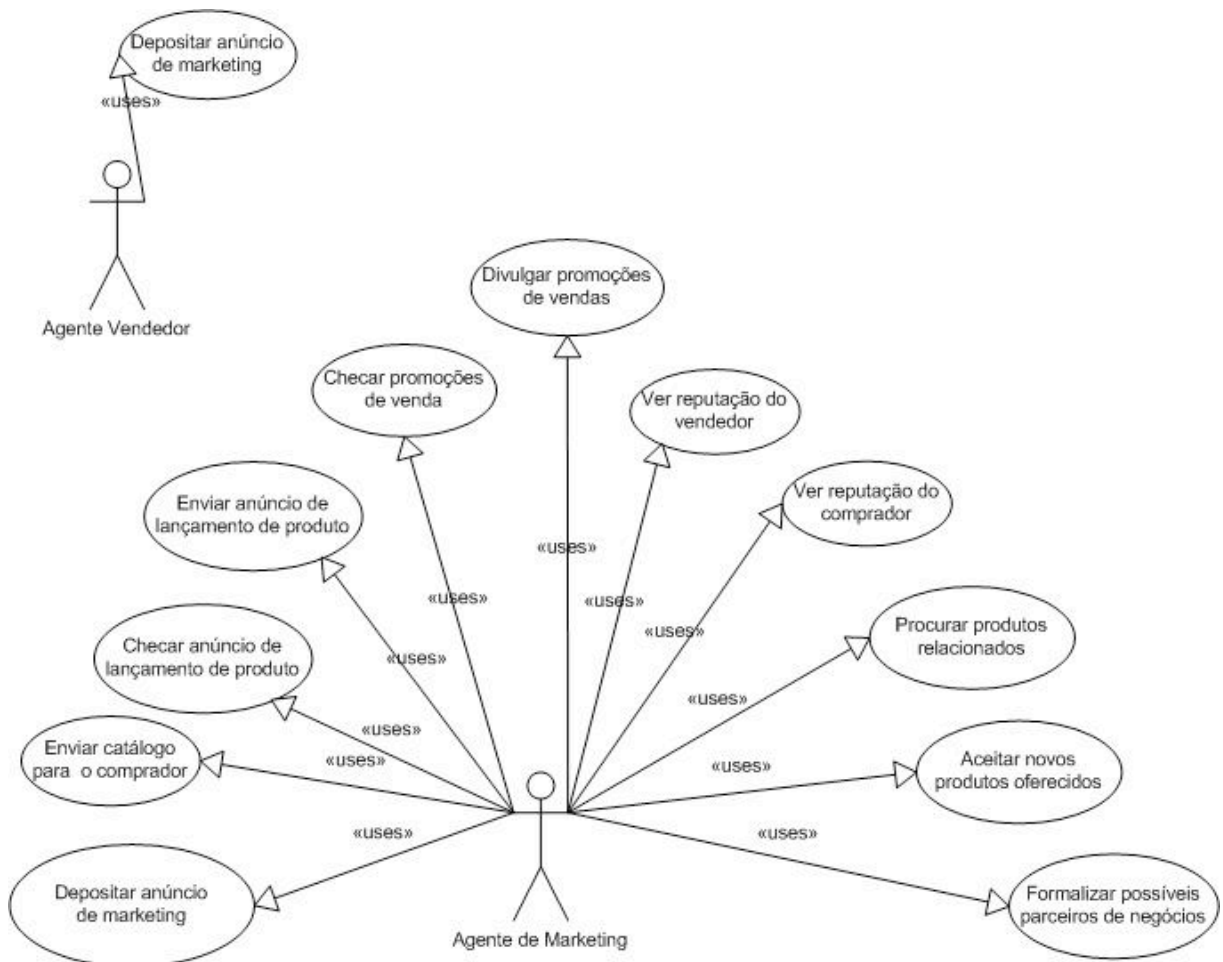 Depositar anúncio
de marketing
«uses»
Agente Vendedor
Divulgar promoções
de vendas
Checar promoções
de venda
Ver reputação do
vendedor
Enviar anúncio de
lançamento de produto
Ver reputação do
comprador
«uses»
«uses»
«uses»
«uses»
«uses»
Procurar produtos
relacionados
Checar anúncio de
lançamento de produto
«uses»
«uses»
Enviar catálogo
para o comprador
«uses»
«uses»
Aceitar novos
produtos oferecidos
«uses»
«uses»
Depositar anúncio
de marketing
Formalizar possíveis
parceiros de negócios
Agente de Marketing